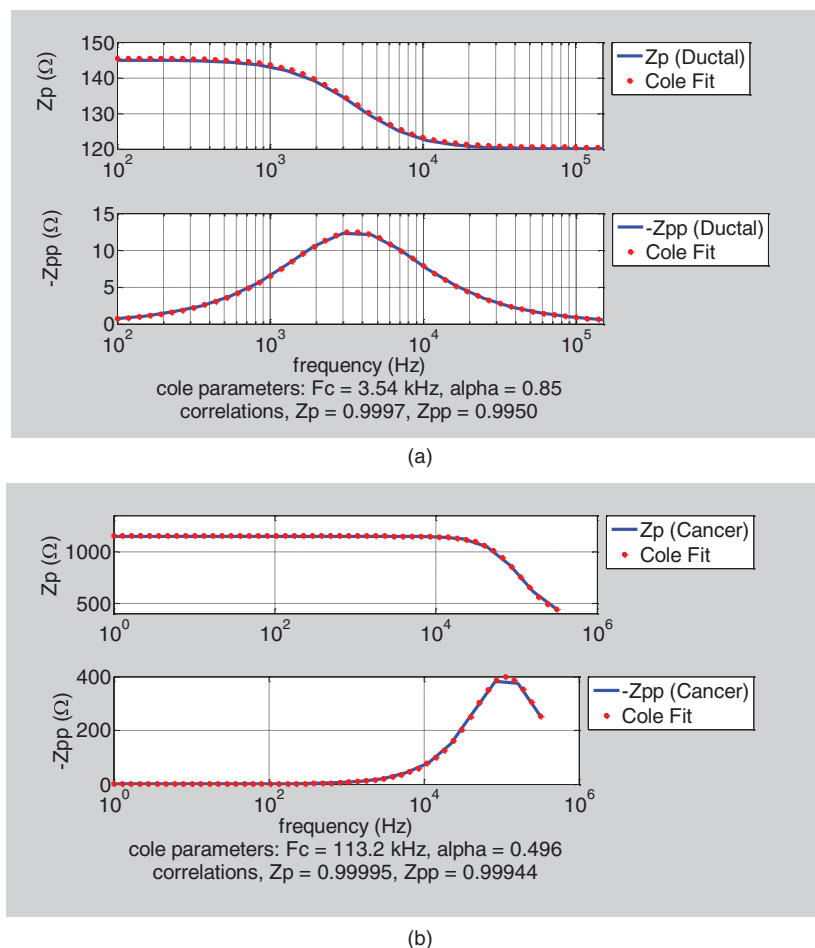 150
140
130
120
Zp (Ω)
10²
10³
10⁴
10⁵
Zp (Ductal)
Cole Fit
15
10
5
0
-Zpp (Ω)
10²
10³
10⁴
10⁵
-Zpp (Ductal)
Cole Fit
frequency (Hz)
cole parameters: Fc = 3.54 kHz, alpha = 0.85
correlations, Zp = 0.9997, Zpp = 0.9950
(a)
1000
500
Zp (Ω)
10⁰
10²
10⁴
10⁶
Zp (Cancer)
Cole Fit
400
200
0
-Zpp (Ω)
10⁰
10²
10⁴
10⁶
-Zpp (Cancer)
Cole Fit
frequency (Hz)
cole parameters: Fc = 113.2 kHz, alpha = 0.496
correlations, Zp = 0.99995, Zpp = 0.99944
(b)